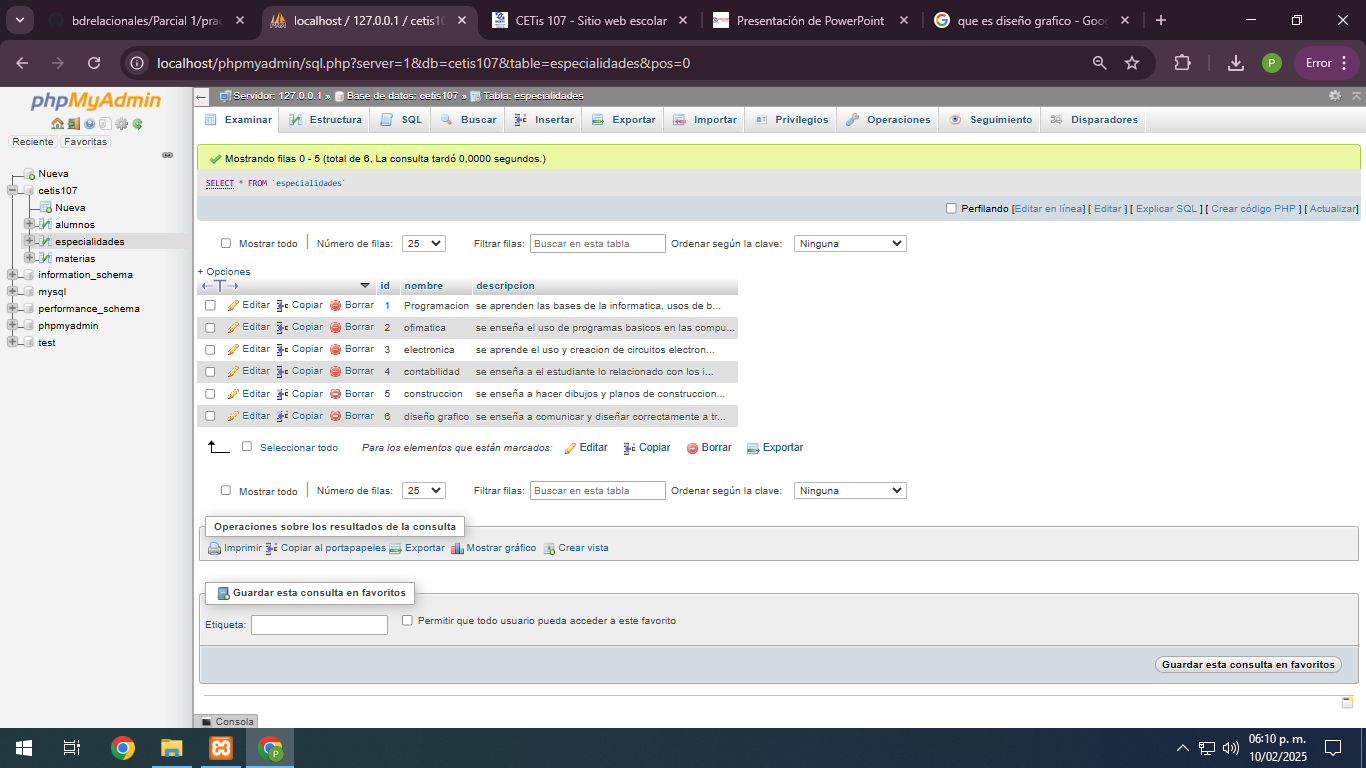 bdrelacionales/Parcial 1/prac
localhost / 127.0.0.1 / cetis10
CETis 107 - Sitio web escolar
Presentación de PowerPoint
que es diseño grafico - Goo
localhost/phpmyadmin/sql.php?server=1&db=cetis107&table=especialidades&pos=0
P
Error
phpMyAdmin
Reciente Favoritas
Nueva
cetis107
Nueva
alumnos
especialidades
materias
information_schema
mysql
performance_schema
phpmyadmin
test
Servidor: 127.0.0.1 » Base de datos: cetis107 » Tabla: especialidades
Examinar Estructura SQL Buscar Insertar Exportar Importar Privilegios Operaciones Seguimiento Disparadores
Mostrando filas 0 - 5 (total de 6, La consulta tardó 0,0000 segundos.)
SELECT * FROM `especialidades`
Perfilando [Editar en línea] [ Editar ] [ Explicar SQL ] [ Crear código PHP ] [ Actualizar]
Mostrar todo Número de filas: 25 Filtrar filas: Buscar en esta tabla Ordenar según la clave: Ninguna
+ Opciones
←T→ id nombre descripcion
Editar Copiar Borrar 1 Programacion se aprenden las bases de la informatica, usos de b...
Editar Copiar Borrar 2 ofimatica se enseña el uso de programas basicos en las compu...
Editar Copiar Borrar 3 electronica se aprende el uso y creacion de circuitos electron...
Editar Copiar Borrar 4 contabilidad se enseña a el estudiante lo relacionado con los i...
Editar Copiar Borrar 5 construccion se enseña a hacer dibujos y planos de construccion...
Editar Copiar Borrar 6 diseño grafico se enseña a comunicar y diseñar correctamente a tr...
Seleccionar todo Para los elementos que están marcados: Editar Copiar Borrar Exportar
Mostrar todo Número de filas: 25 Filtrar filas: Buscar en esta tabla Ordenar según la clave: Ninguna
Operaciones sobre los resultados de la consulta
Imprimir Copiar al portapapeles Exportar Mostrar gráfico Crear vista
Guardar esta consulta en favoritos
Etiqueta: Permitir que todo usuario pueda acceder a este favorito
Guardar esta consulta en favoritos
Consola
P
06:10 p. m.
10/02/2025